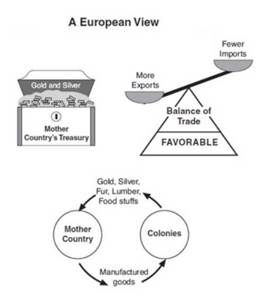 A European View
Gold and Silver
Mother
Country's Treasury
More
Exports
Fewer
Imports
Balance of
Trade
FAVORABLE
Gold, Silver,
Fur, Lumber,
Food stuffs
Mother
Country
Colonies
Manufactured
goods